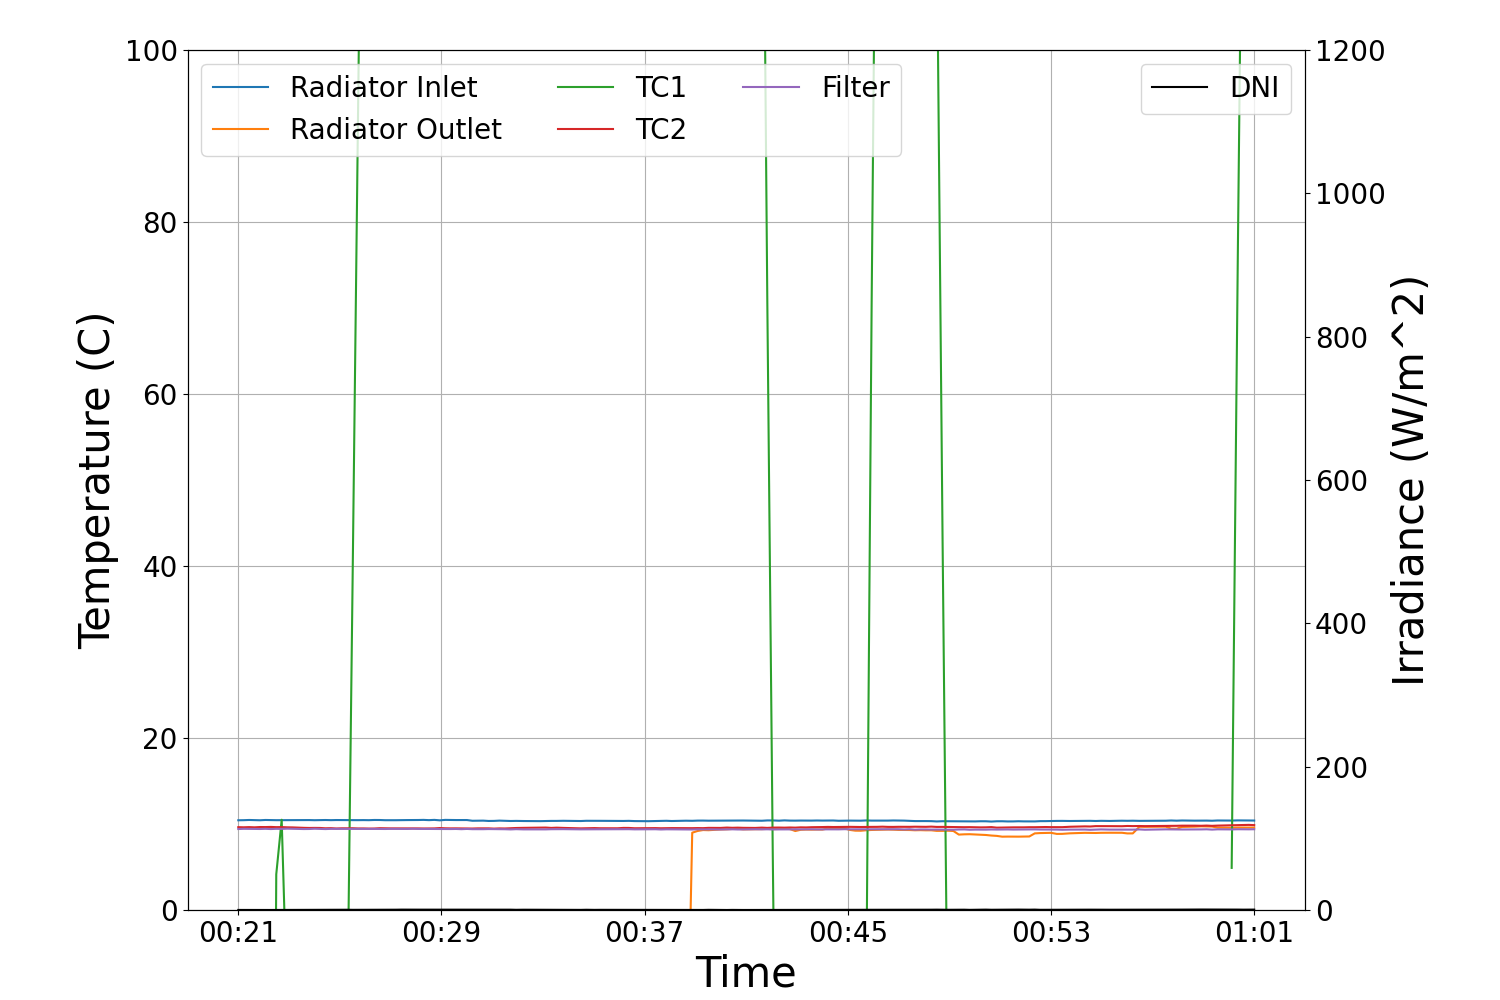 100
80
60
40
20
0
Temperature (C)
Radiator Inlet
Radiator Outlet
TC1
TC2
Filter
DNI
1200
1000
800
600
400
200
0
Irradiance (W/m^2)
00:21 00:29 00:37 00:45 00:53 01:01
Time